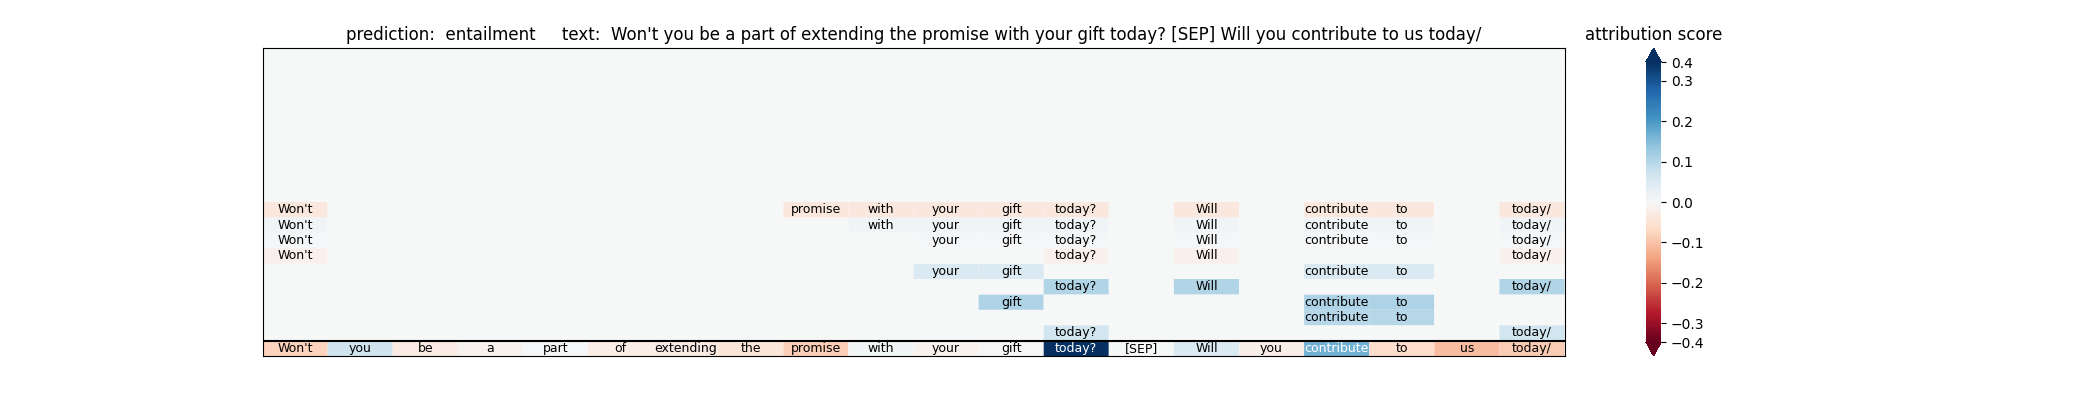 prediction:  entailment     text:  Won't you be a part of extending the promise with your gift today? [SEP] Will you contribute to us today/
attribution score
0.4
0.3
0.2
0.1
0.0
−0.1
−0.2
−0.3
−0.4
Won't promise with your gift today? Will contribute to today/
Won't with your gift today? Will contribute to today/
Won't your gift today? Will contribute to today/
Won't today? Will today/
your gift contribute to
today? Will today/
gift contribute to
contribute to
today? today/
Won't you be a part of extending the promise with your gift today? [SEP] Will you contribute to us today/